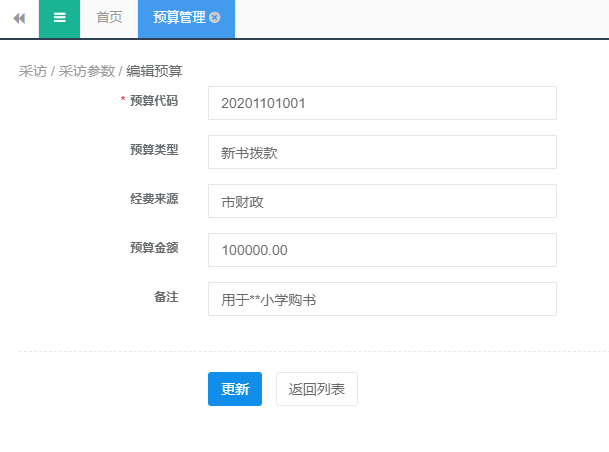 首页 预算管理
采访 / 采访参数 / 编辑预算
* 预算代码 20201101001
预算类型 新书拨款
经费来源 市财政
预算金额 100000.00
备注 用于**小学购书
更新 返回列表